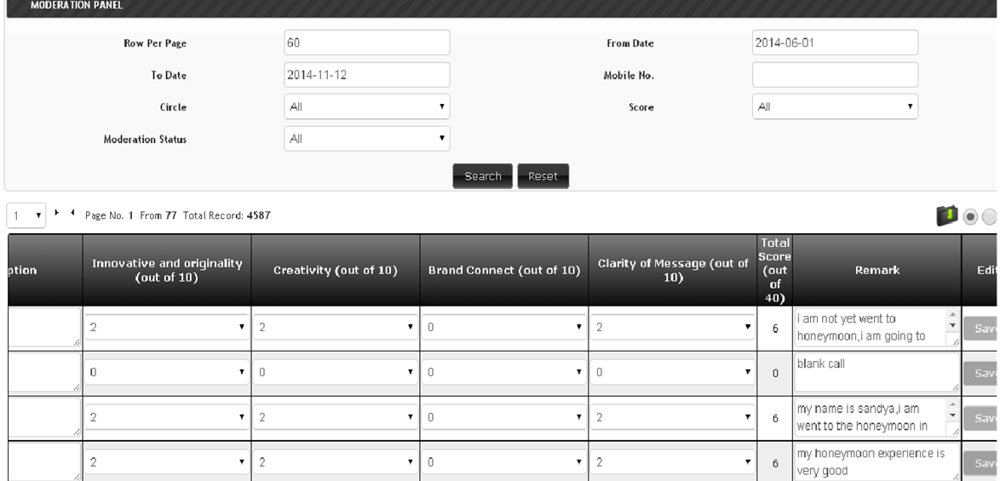 MODERATION PANEL
Row Per Page 60 From Date 2014-06-01
To Date 2014-11-12 Mobile No.
Circle All Score All
Moderation Status All
Search Reset
1 Page No. 1 From 77 Total Record: 4587
ption Innovative and originality (out of 10) Creativity (out of 10) Brand Connect (out of 10) Clarity of Message (out of 10) Total Score (out of 40) Remark Edit
2 2 0 2 6 i am not yet went to
honeymoon,i am going to Sav
0 0 0 0 0 blank call
Sav
2 2 0 2 6 my name is sandya,i am
went to the honeymoon in Sav
2 2 0 2 6 my honeymoon experience is
very good Sav